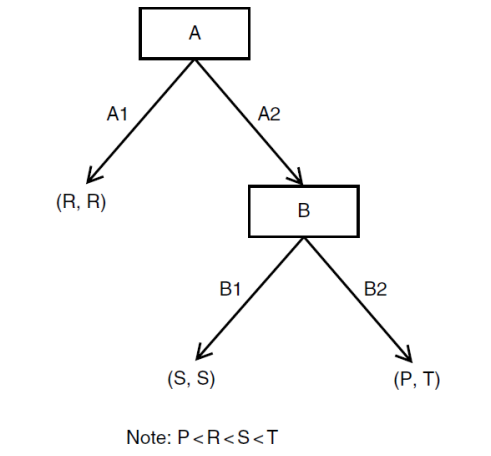 A
A1
A2
(R, R)
B
B1
B2
(S, S)
(P, T)
Note: P<R<S<T